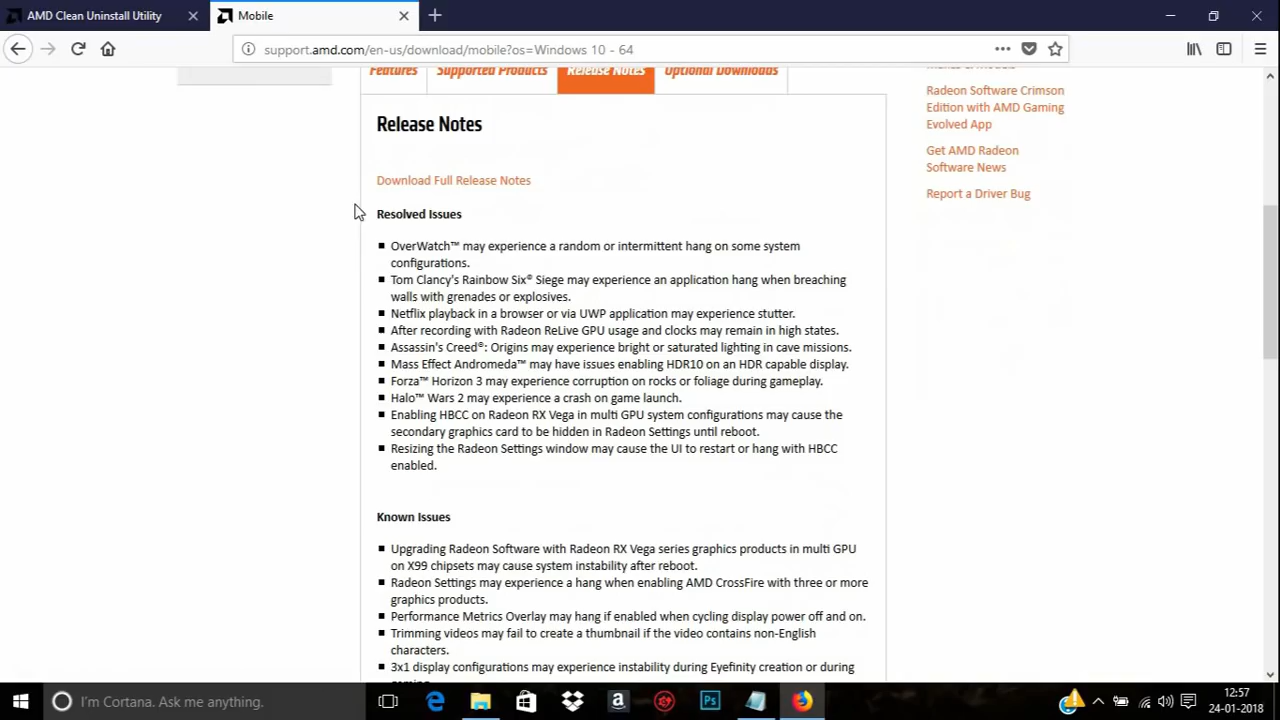 AMD Clean Uninstall Utility
Mobile
support.amd.com/en-us/download/mobile?os=Windows 10 - 64
Features
Supported Products
Release Notes
Optional Downloads
Radeon Software Crimson
Edition with AMD Gaming
Evolved App
Get AMD Radeon
Software News
Report a Driver Bug
Release Notes
Download Full Release Notes
Resolved Issues
OverWatch™ may experience a random or intermittent hang on some system
configurations.
Tom Clancy's Rainbow Six® Siege may experience an application hang when breaching
walls with grenades or explosives.
Netflix playback in a browser or via UWP application may experience stutter.
After recording with Radeon ReLive GPU usage and clocks may remain in high states.
Assassin's Creed®: Origins may experience bright or saturated lighting in cave missions.
Mass Effect Andromeda™ may have issues enabling HDR10 on an HDR capable display.
Forza™ Horizon 3 may experience corruption on rocks or foliage during gameplay.
Halo™ Wars 2 may experience a crash on game launch.
Enabling HBCC on Radeon RX Vega in multi GPU system configurations may cause the
secondary graphics card to be hidden in Radeon Settings until reboot.
Resizing the Radeon Settings window may cause the UI to restart or hang with HBCC
enabled.
Known Issues
Upgrading Radeon Software with Radeon RX Vega series graphics products in multi GPU
on X99 chipsets may cause system instability after reboot.
Radeon Settings may experience a hang when enabling AMD CrossFire with three or more
graphics products.
Performance Metrics Overlay may hang if enabled when cycling display power off and on.
Trimming videos may fail to create a thumbnail if the video contains non-English
characters.
3x1 display configurations may experience instability during Eyefinity creation or during
I'm Cortana. Ask me anything.
a
Ps
12:57
24-01-2018